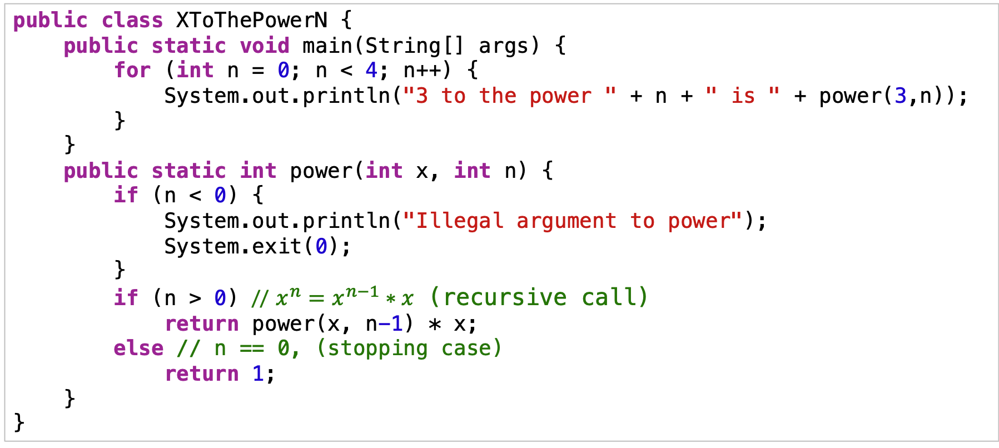 public class XToThePowerN {
    public static void main(String[] args) {
        for (int n = 0; n < 4; n++) {
            System.out.println("3 to the power " + n + " is " + power(3,n));
        }
    }
    public static int power(int x, int n) {
        if (n < 0) {
            System.out.println("Illegal argument to power");
            System.exit(0);
        }
        if (n > 0) // xⁿ = xⁿ⁻¹ * x (recursive call)
            return power(x, n-1) * x;
        else // n == 0, (stopping case)
            return 1;
    }
}